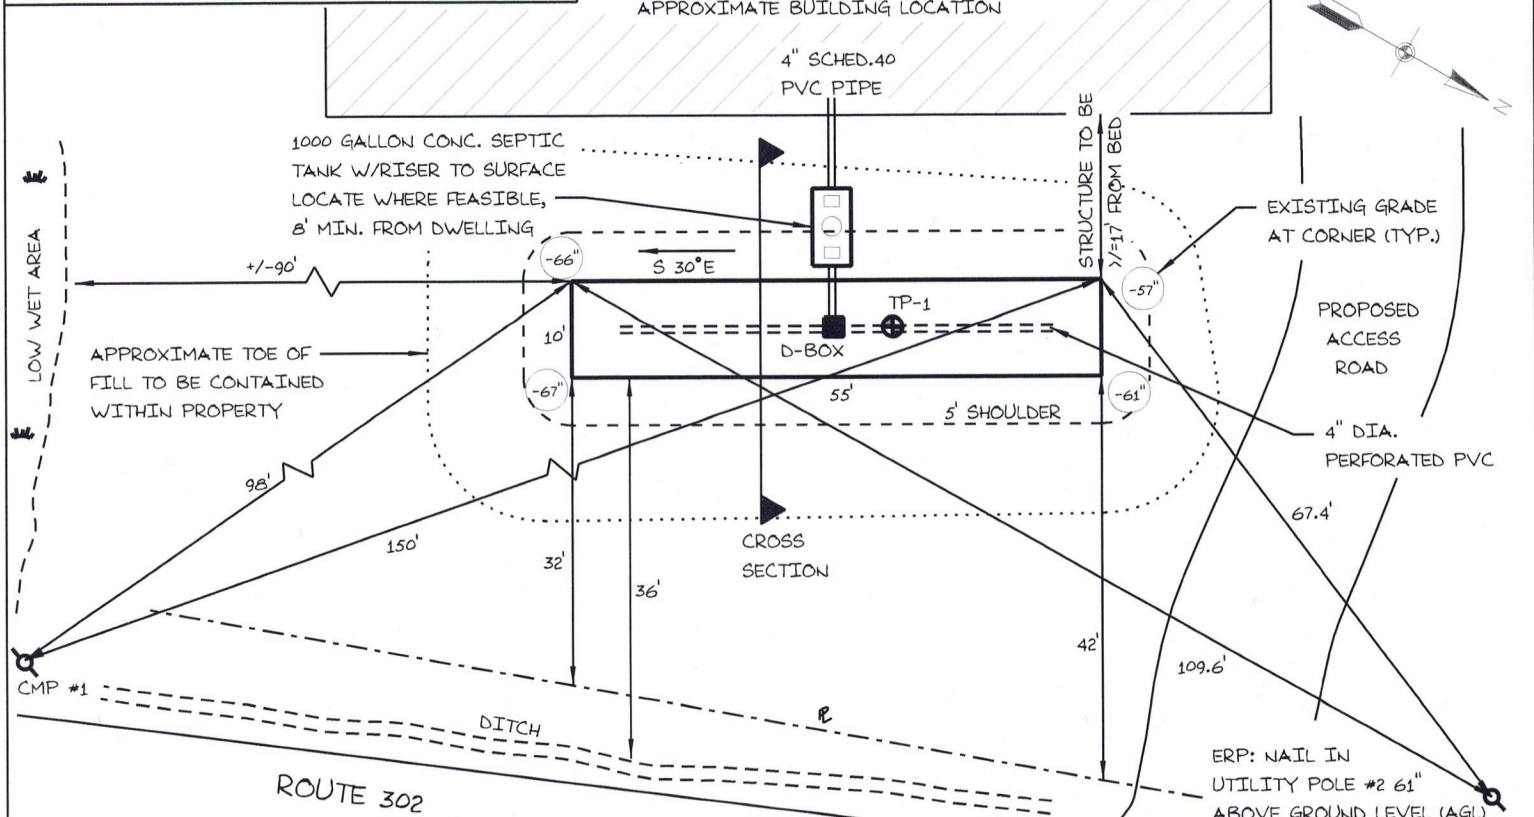 APPROXIMATE BUILDING LOCATION
4" SCHED.40
PVC PIPE
N
STRUCTURE TO BE
>/=17' FROM BED
1000 GALLON CONC. SEPTIC
TANK W/RISER TO SURFACE
LOCATE WHERE FEASIBLE,
8' MIN. FROM DWELLING
EXISTING GRADE
AT CORNER (TYP.)
LOW WET AREA
+/-90'
-66"
S 30°E
-57"
TP-1
10'
D-BOX
PROPOSED
ACCESS
ROAD
APPROXIMATE TOE OF
FILL TO BE CONTAINED
WITHIN PROPERTY
-67"
55'
-61"
5' SHOULDER
4" DIA.
PERFORATED PVC
98'
150'
67.4'
CROSS
SECTION
32'
36'
42'
109.6'
CMP #1
DITCH
PL
ROUTE 302
ERP: NAIL IN
UTILITY POLE #2 61"
ABOVE GROUND LEVEL (AGL)